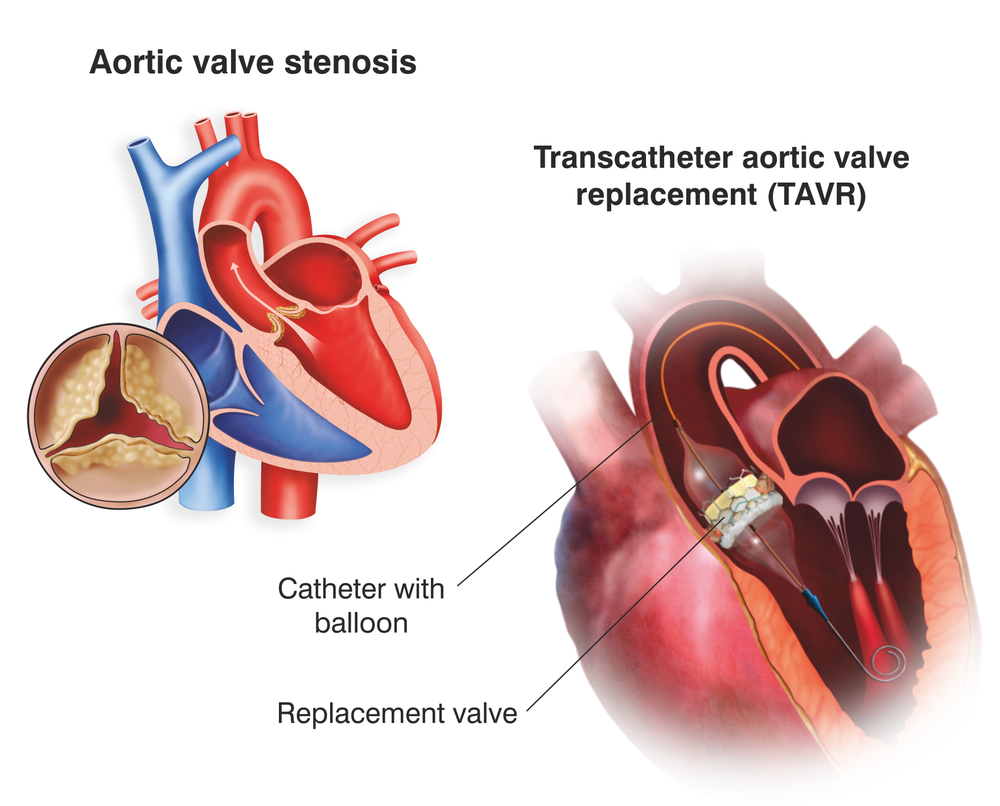 Aortic valve stenosis
Transcatheter aortic valve
replacement (TAVR)
Catheter with
balloon
Replacement valve